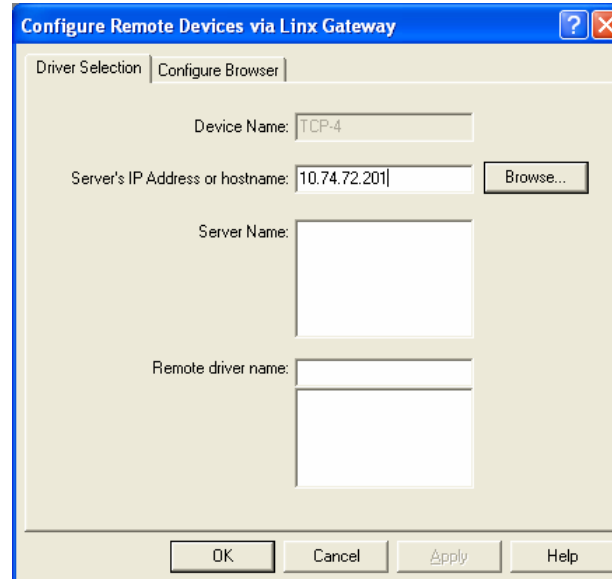 Configure Remote Devices via Linx Gateway
Driver Selection Configure Browser
Device Name: TCP-4
Server's IP Address or hostname: 10.74.72.201 Browse...
Server Name:
Remote driver name:
OK Cancel Apply Help